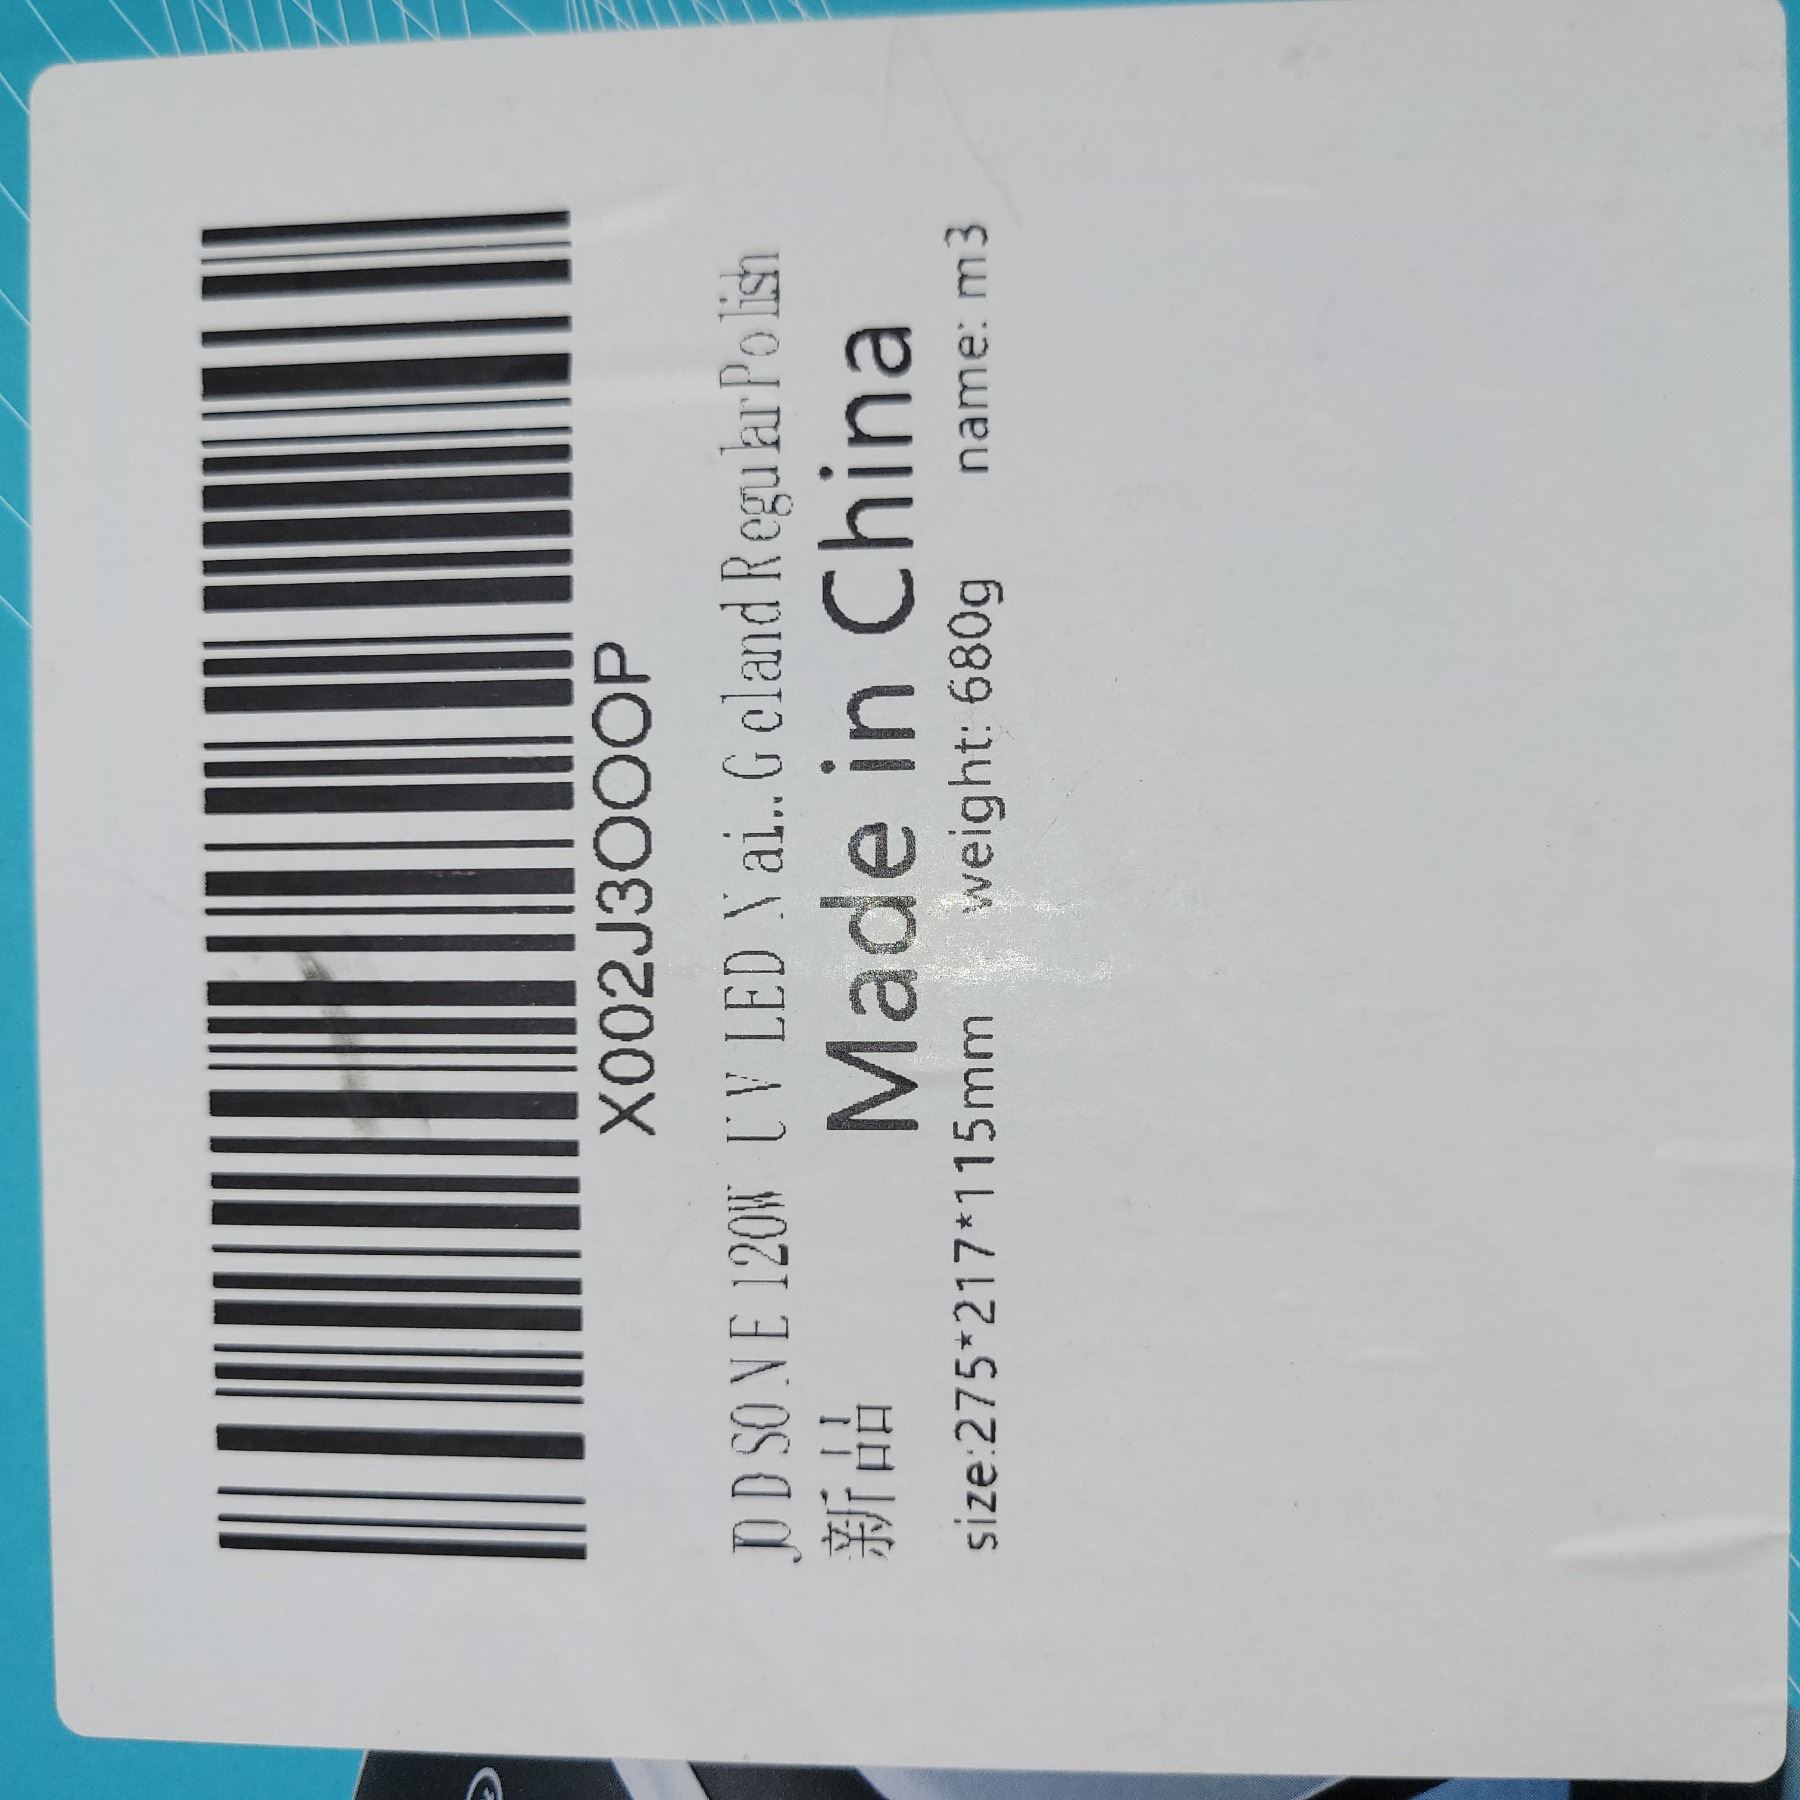 X002J3OOOP
JODSONE 120W UV LED Nai...Gel and Regular Polish
新品
Made in China
size:275*217*115mm weight: 680g name: m3